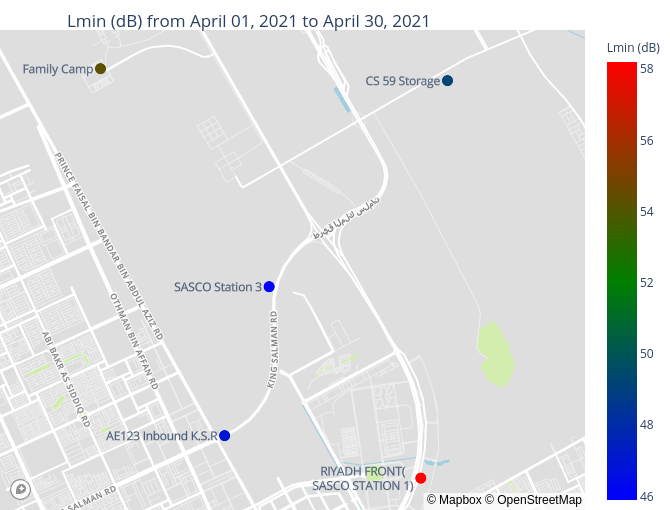 Lmin (dB) from April 01, 2021 to April 30, 2021
Lmin (dB)
58
56
54
52
50
48
46
Family Camp
CS 59 Storage
PRINCE FAISAL BIN BANDAR BIN ABDUL AZIZ RD
طريق الملك سلمان
SASCO Station 3
OTHMAN BIN AFFAN RD
KING SALMAN RD
ABI BAKR AS SIDDIQ RD
AE123 Inbound K.S.R
RIYADH FRONT(
SASCO STATION 1)
SALMAN RD
© Mapbox © OpenStreetMap